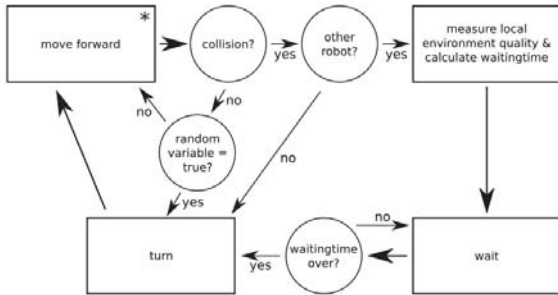 move forward
*
collision?
yes
other
robot?
yes
measure local
environment quality &
calculate waitingtime
no
no
random
variable =
true?
no
yes
no
turn
yes
waitingtime
over?
wait